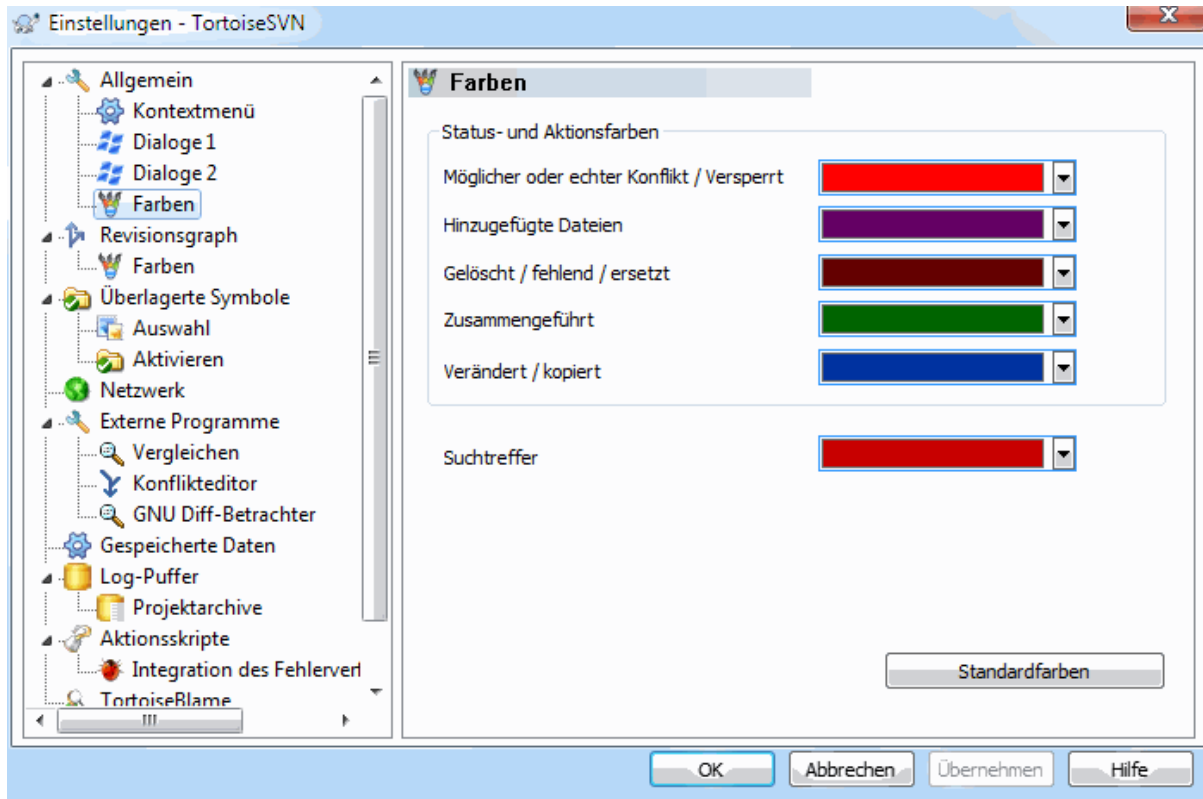 Einstellungen - TortoiseSVN
Allgemein
Kontextmenü
Dialoge 1
Dialoge 2
Farben
Revisionsgraph
Farben
Überlagerte Symbole
Auswahl
Aktivieren
Netzwerk
Externe Programme
Vergleichen
Konflikteditor
GNU Diff-Betrachter
Gespeicherte Daten
Log-Puffer
Projektarchive
Aktionsskripte
Integration des Fehlervert
TortoiseBlame
Farben
Status- und Aktionsfarben
Möglicher oder echter Konflikt / Versperrt
Hinzugefügte Dateien
Gelöscht / fehlend / ersetzt
Zusammengeführt
Verändert / kopiert
Suchtreffer
Standardfarben
OK Abbrechen Übernehmen Hilfe